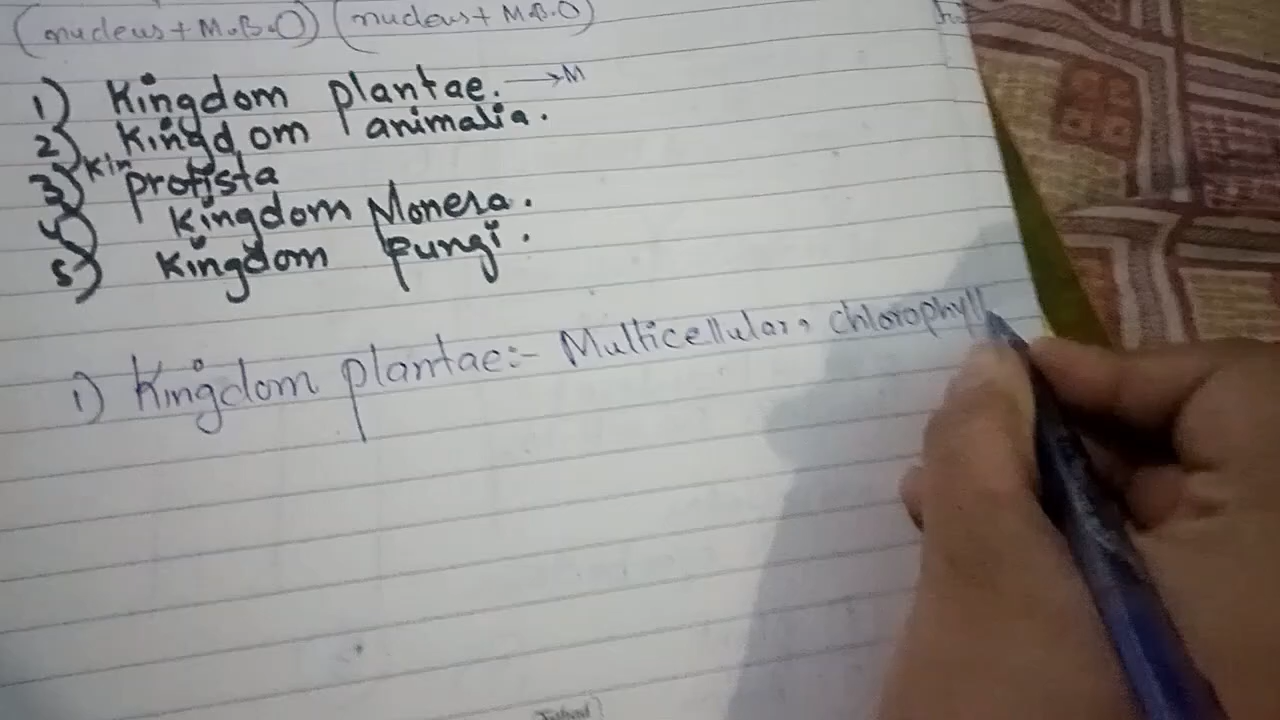 (nucleus + M.B.O) (nucleus + M.B.O)
1) Kingdom plantae. → M
2) Kingdom animalia.
3) Kin protista
4) Kingdom Monera.
5) Kingdom Fungi.
1) Kingdom plantae:- Multicellular, chlorophyll